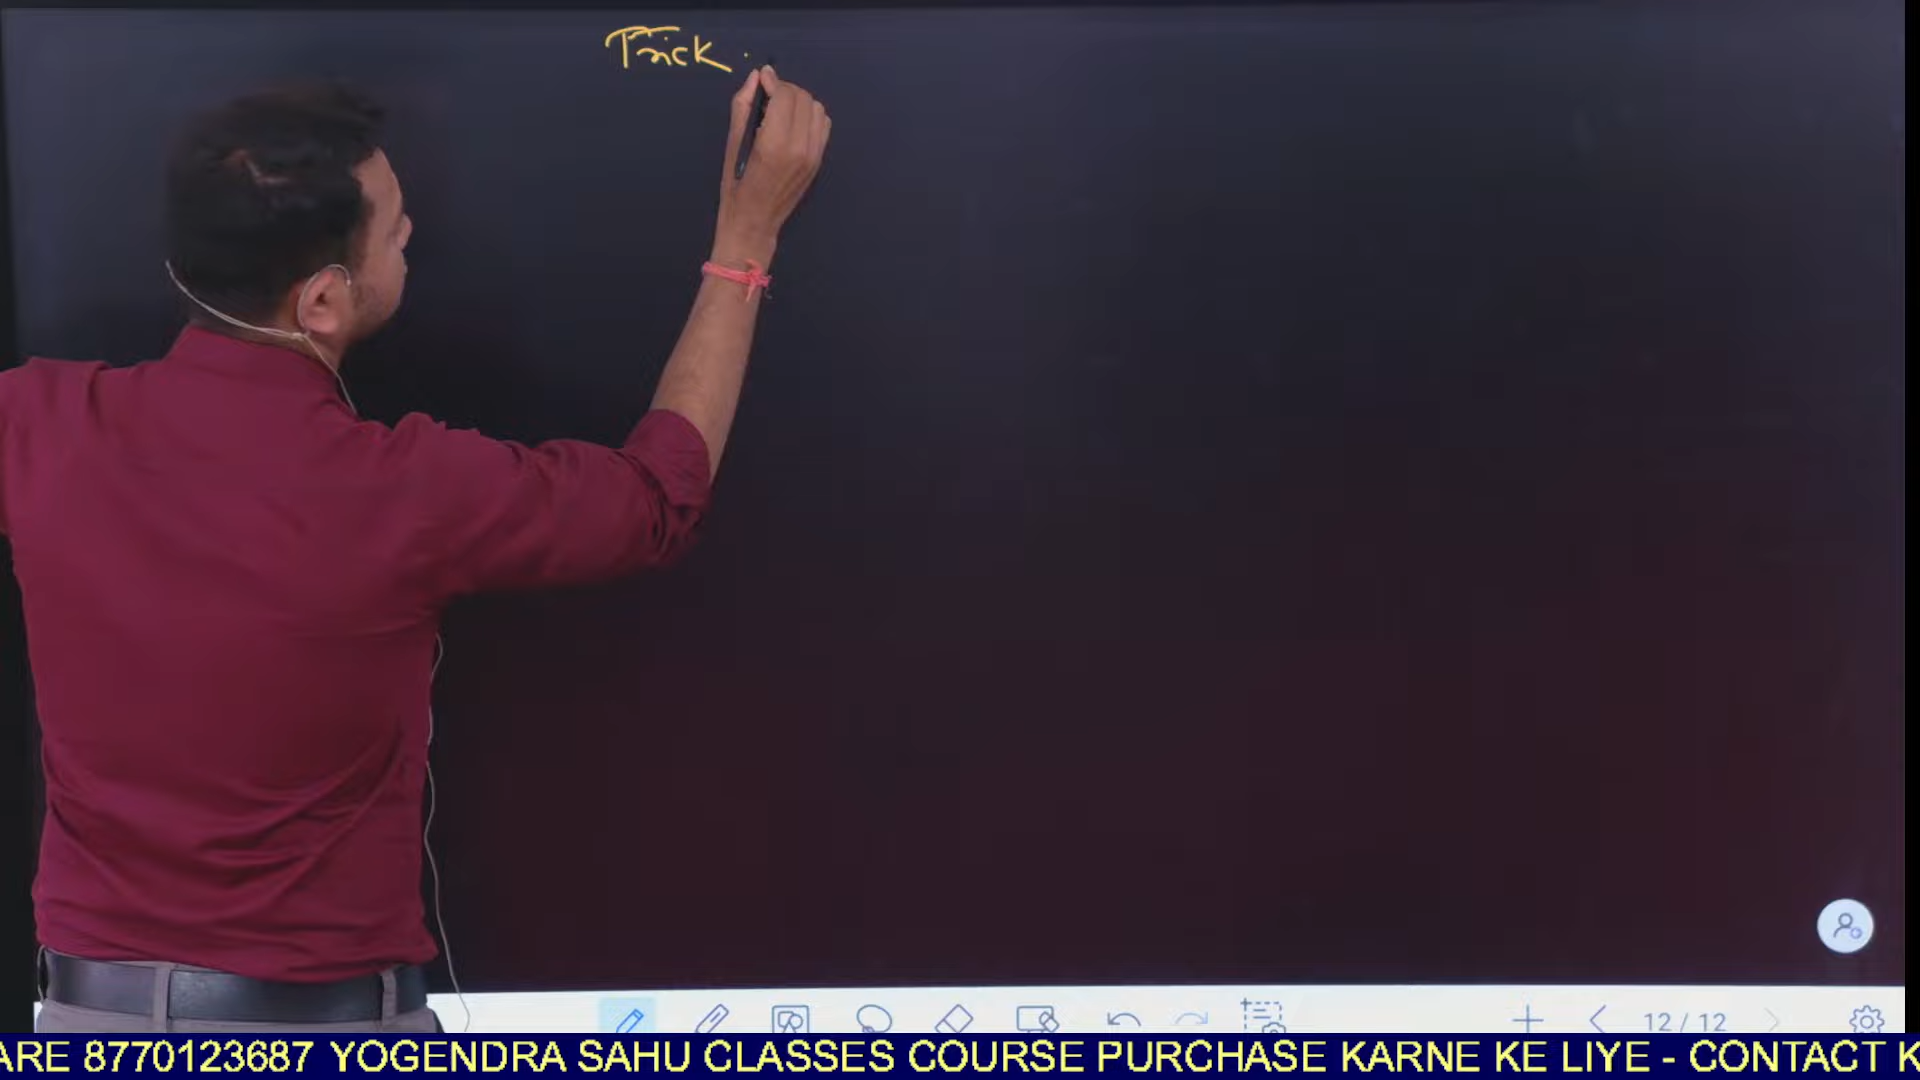 Trick
12/12
ARE 8770123687 YOGENDRA SAHU CLASSES COURSE PURCHASE KARNE KE LIYE - CONTACT K